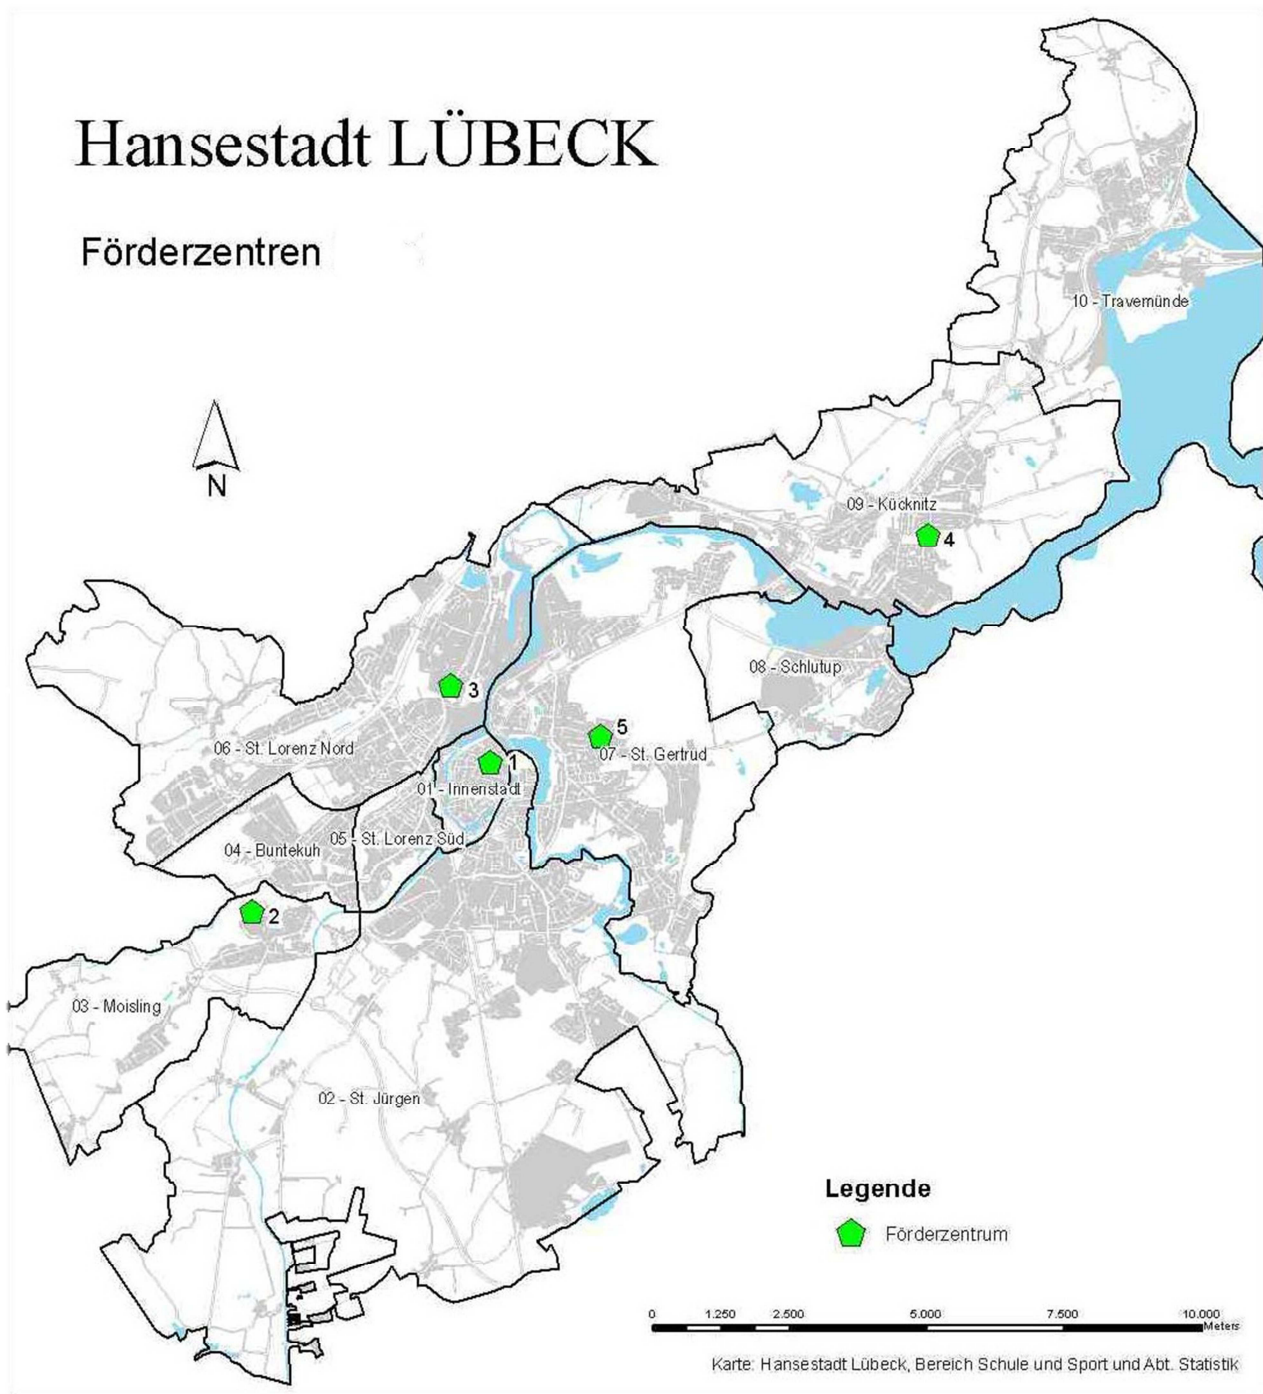 Hansestadt LÜBECK
Förderzentren
10 - Travemünde
N
09 - Kücknitz
4
08 - Schlutup
3
5
06 - St. Lorenz Nord
07 - St. Gertrud
1
01 - Innenstadt
05 - St. Lorenz Süd
04 - Buntekuh
2
03 - Moisling
02 - St. Jürgen
Legende
Förderzentrum
0 1.250 2.500 5.000 7.500 10.000
Meters
Karte: Hansestadt Lübeck, Bereich Schule und Sport und Abt. Statistik